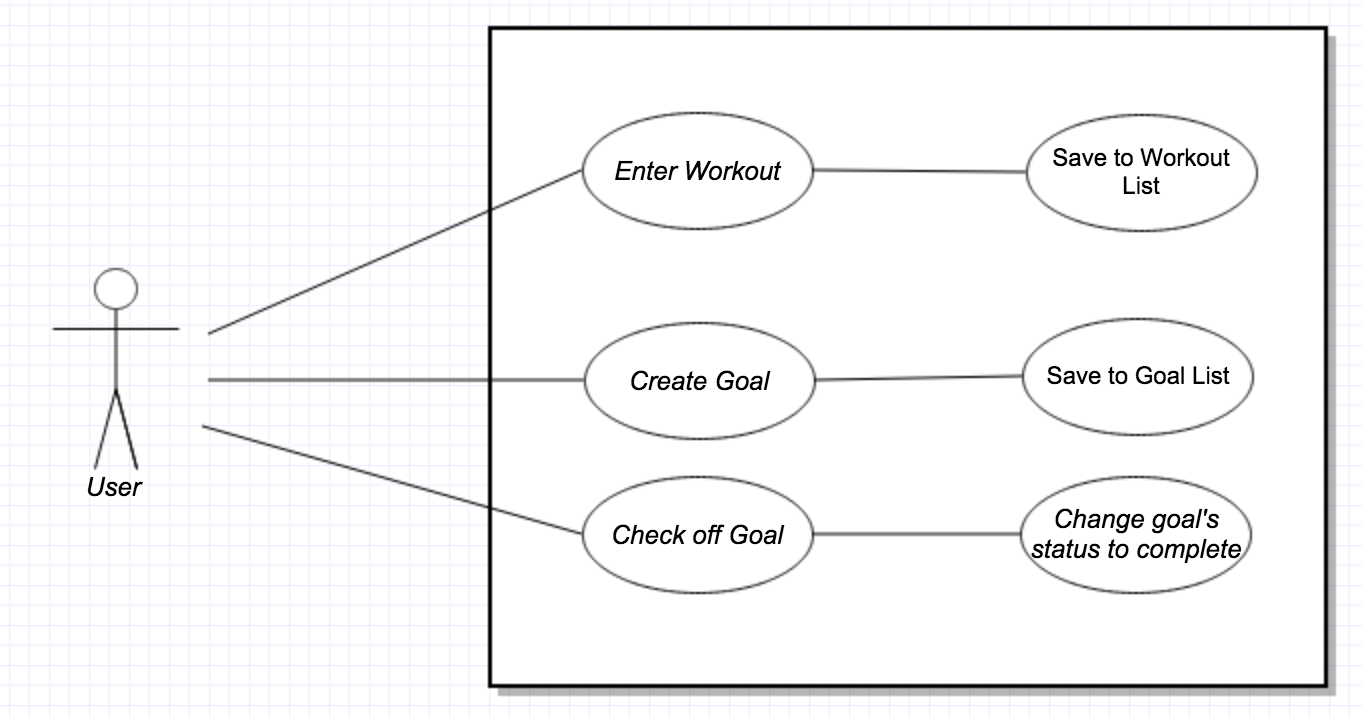 Enter Workout
Save to Workout
List
Create Goal
Save to Goal List
User
Check off Goal
Change goal's
status to complete